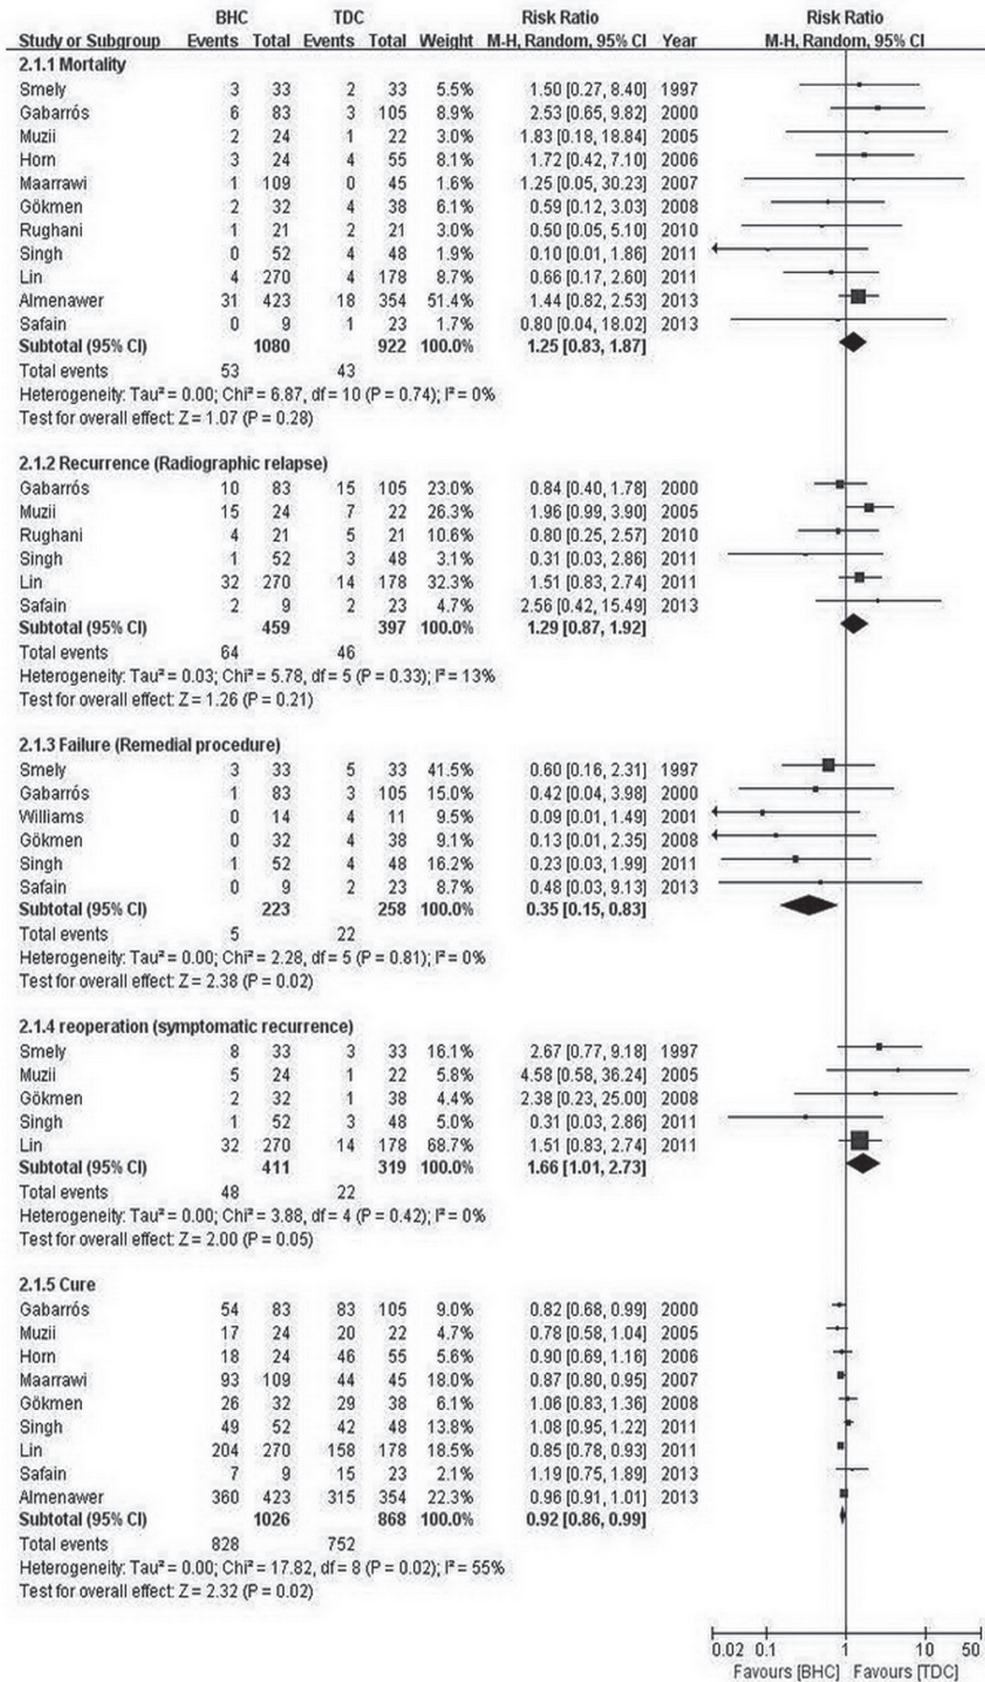 BHC TDC Risk Ratio Risk Ratio
Study or Subgroup Events Total Events Total Weight M-H, Random, 95% CI Year M-H, Random, 95% CI
2.1.1 Mortality
Smely 3 33 2 33 5.5% 1.50 [0.27, 8.40] 1997
Gabarrós 6 83 3 105 8.9% 2.53 [0.65, 9.82] 2000
Muzii 2 24 1 22 3.0% 1.83 [0.18, 18.84] 2005
Horn 3 24 4 55 8.1% 1.72 [0.42, 7.10] 2006
Maarrawi 1 109 0 45 1.6% 1.25 [0.05, 30.23] 2007
Gökmen 2 32 4 38 6.1% 0.59 [0.12, 3.03] 2008
Rughani 1 21 2 21 3.0% 0.50 [0.05, 5.10] 2010
Singh 0 52 4 48 1.9% 0.10 [0.01, 1.86] 2011
Lin 4 270 4 178 8.7% 0.66 [0.17, 2.60] 2011
Almenawer 31 423 18 354 51.4% 1.44 [0.82, 2.53] 2013
Safain 0 9 1 23 1.7% 0.80 [0.04, 18.02] 2013
Subtotal (95% CI) 1080 922 100.0% 1.25 [0.83, 1.87]
Total events 53 43
Heterogeneity: Tau² = 0.00; Chi² = 6.87, df = 10 (P = 0.74); I² = 0%
Test for overall effect: Z = 1.07 (P = 0.28)
2.1.2 Recurrence (Radiographic relapse)
Gabarrós 10 83 15 105 23.0% 0.84 [0.40, 1.78] 2000
Muzii 15 24 7 22 26.3% 1.96 [0.99, 3.90] 2005
Rughani 4 21 5 21 10.6% 0.80 [0.25, 2.57] 2010
Singh 1 52 3 48 3.1% 0.31 [0.03, 2.86] 2011
Lin 32 270 14 178 32.3% 1.51 [0.83, 2.74] 2011
Safain 2 9 2 23 4.7% 2.56 [0.42, 15.49] 2013
Subtotal (95% CI) 459 397 100.0% 1.29 [0.87, 1.92]
Total events 64 46
Heterogeneity: Tau² = 0.03; Chi² = 5.78, df = 5 (P = 0.33); I² = 13%
Test for overall effect: Z = 1.26 (P = 0.21)
2.1.3 Failure (Remedial procedure)
Smely 3 33 5 33 41.5% 0.60 [0.16, 2.31] 1997
Gabarrós 1 83 3 105 15.0% 0.42 [0.04, 3.98] 2000
Williams 0 14 4 11 9.5% 0.09 [0.01, 1.49] 2001
Gökmen 0 32 4 38 9.1% 0.13 [0.01, 2.35] 2008
Singh 1 52 4 48 16.2% 0.23 [0.03, 1.99] 2011
Safain 0 9 2 23 8.7% 0.48 [0.03, 9.13] 2013
Subtotal (95% CI) 223 258 100.0% 0.35 [0.15, 0.83]
Total events 5 22
Heterogeneity: Tau² = 0.00; Chi² = 2.28, df = 5 (P = 0.81); I² = 0%
Test for overall effect: Z = 2.38 (P = 0.02)
2.1.4 reoperation (symptomatic recurrence)
Smely 8 33 3 33 16.1% 2.67 [0.77, 9.18] 1997
Muzii 5 24 1 22 5.8% 4.58 [0.58, 36.24] 2005
Gökmen 2 32 1 38 4.4% 2.38 [0.23, 25.00] 2008
Singh 1 52 3 48 5.0% 0.31 [0.03, 2.86] 2011
Lin 32 270 14 178 68.7% 1.51 [0.83, 2.74] 2011
Subtotal (95% CI) 411 319 100.0% 1.66 [1.01, 2.73]
Total events 48 22
Heterogeneity: Tau² = 0.00; Chi² = 3.88, df = 4 (P = 0.42); I² = 0%
Test for overall effect: Z = 2.00 (P = 0.05)
2.1.5 Cure
Gabarrós 54 83 83 105 9.0% 0.82 [0.68, 0.99] 2000
Muzii 17 24 20 22 4.7% 0.78 [0.58, 1.04] 2005
Horn 18 24 46 55 5.6% 0.90 [0.69, 1.16] 2006
Maarrawi 93 109 44 45 18.0% 0.87 [0.80, 0.95] 2007
Gökmen 26 32 29 38 6.1% 1.06 [0.83, 1.36] 2008
Singh 49 52 42 48 13.8% 1.08 [0.95, 1.22] 2011
Lin 204 270 158 178 18.5% 0.85 [0.78, 0.93] 2011
Safain 7 9 15 23 2.1% 1.19 [0.75, 1.89] 2013
Almenawer 360 423 315 354 22.3% 0.96 [0.91, 1.01] 2013
Subtotal (95% CI) 1026 868 100.0% 0.92 [0.86, 0.99]
Total events 828 752
Heterogeneity: Tau² = 0.00; Chi² = 17.82, df = 8 (P = 0.02); I² = 55%
Test for overall effect: Z = 2.32 (P = 0.02)
0.02 0.1 1 10 50
Favours [BHC] Favours [TDC]